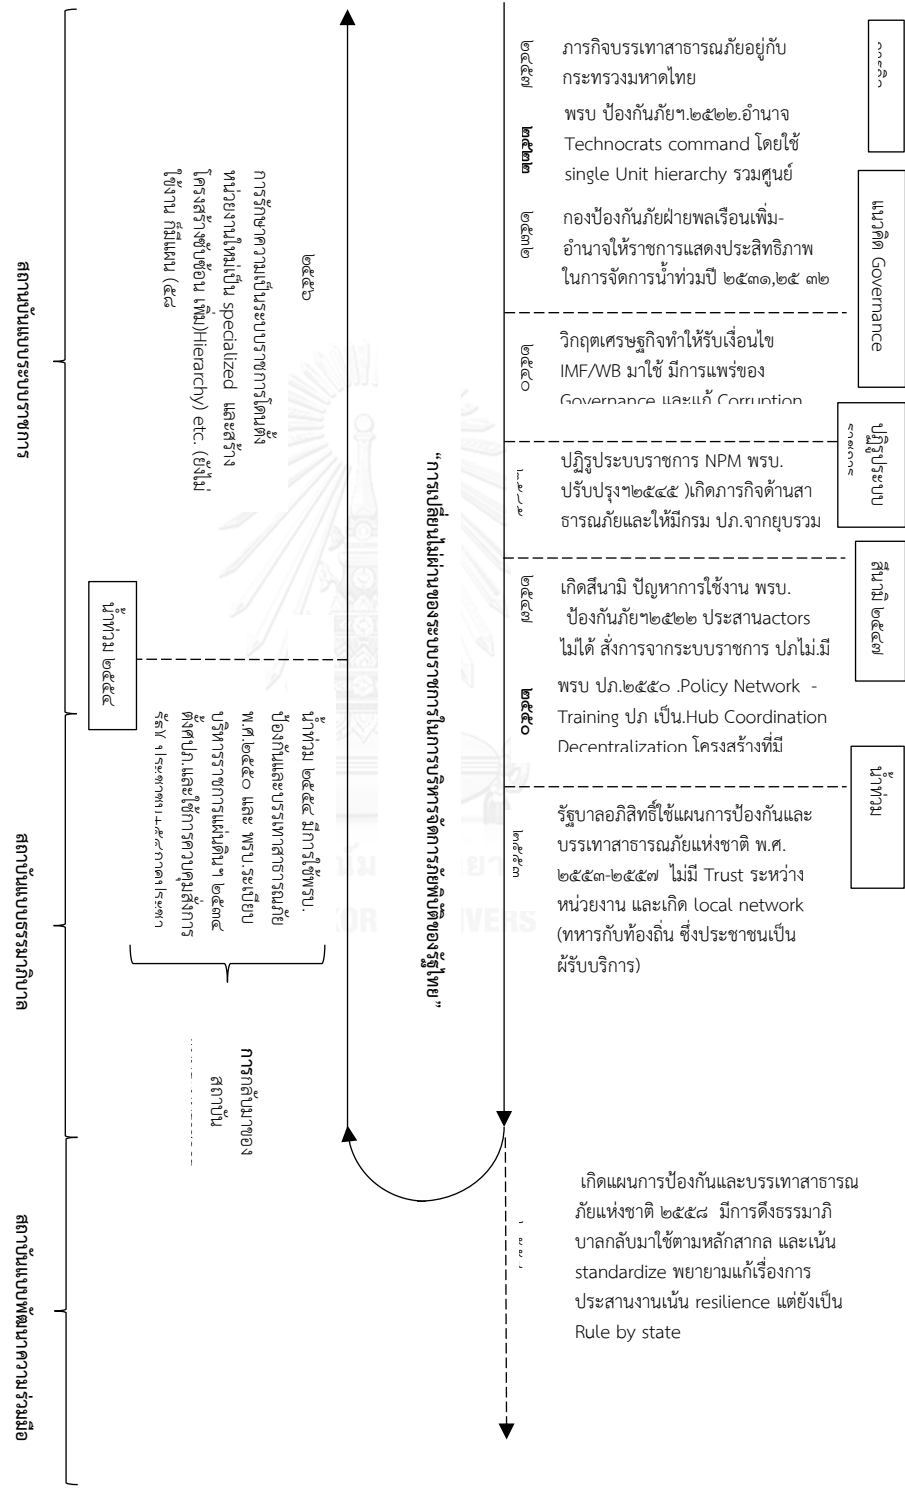 ๒๔๕๗
ภารกิจบรรเทาสาธารณภัยอยู่กับ
กระทรวงมหาดไทย
๒๕๒๒
พรบ ป้องกันภัยฯ.๒๕๒๒.อำนาจ
Technocrats command โดยใช้
single Unit hierarchy รวมศูนย์
แนวคิด Governance
๒๕๓๒
กองป้องกันภัยฝ่ายพลเรือนเพิ่ม-
อำนาจให้ราชการแสดงประสิทธิภาพ
ในการจัดการน้ำท่วมปี ๒๕๓๑,๒๕ ๓๒
๒๕๔๐
วิกฤตเศรษฐกิจทำให้รับเงื่อนไข
IMF/WB มาใช้ มีการแพร่ของ
Governance และแก้ Corruption
ปฏิรูประบบ
ปฏิรูประบบราชการ NPM พรบ.
ปรับปรุงฯ๒๕๔๕ )เกิดภารกิจด้านสา
ธารณภัยและให้มีกรม ปภ.จากยุบรวม
สึนามิ ๒๕๔๗
๒๕๔๗
เกิดสึนามิ ปัญหาการใช้งาน พรบ.
ป้องกันภัยฯ๒๕๒๒ ประสานactors
ไม่ได้ สั่งการจากระบบราชการ ปภไม่.มี
๒๕๕๐
พรบ ปภ.๒๕๕๐ .Policy Network -
Training ปภ เป็น.Hub Coordination
Decentralization โครงสร้างที่มี
น้ำท่วม
๒๕๕๓
รัฐบาลอภิสิทธิ์ใช้แผนการป้องกันและ
บรรเทาสาธารณภัยแห่งชาติ พ.ศ.
๒๕๕๓-๒๕๕๗ ไม่มี Trust ระหว่าง
หน่วยงาน และเกิด local network
(ทหารกับท้องถิ่น ซึ่งประชาชนเป็น
ผู้รับบริการ)
เกิดแผนการป้องกันและบรรเทาสาธารณ
ภัยแห่งชาติ ๒๕๕๘ มีการดึงธรรมาภิ
บาลกลับมาใช้ตามหลักสากล และเน้น
standardize พยายามแก้เรื่องการ
ประสานงานเน้น resilience แต่ยังเป็น
Rule by state
“การเปลี่ยนไม่ผ่านของระบบราชการในการบริหารจัดการภัยพิบัติของรัฐไทย”
๒๕๕๖
การรักษาความเป็นระบบราชการโดนตั้ง
หน่วยงานใหม่เป็น specialized และสร้าง
โครงสร้างซับซ้อน เพิ่ม)Hierarchy) etc. (ยังไม่
ใช้งาน ก็มีแผน (๕๘
น้ำท่วม ๒๕๕๔
น้ำท่วม ๒๕๕๔ มีการใช้พรบ.
ป้องกันและบรรเทาสาธารณภัย
พ.ศ.๒๕๕๐ และ พรบ.ระเบียบ
บริหารราชการแผ่นดินฯ ๒๕๓๔
ตั้งศปภ.และใช้การควบคุมสั่งการ
การกลับมาของ
สถาบัน
สถาบันแบบระบบราชการ
สถาบันแบบธรรมาภิบาล
สถาบันแบบพัฒนาความร่วมมือ